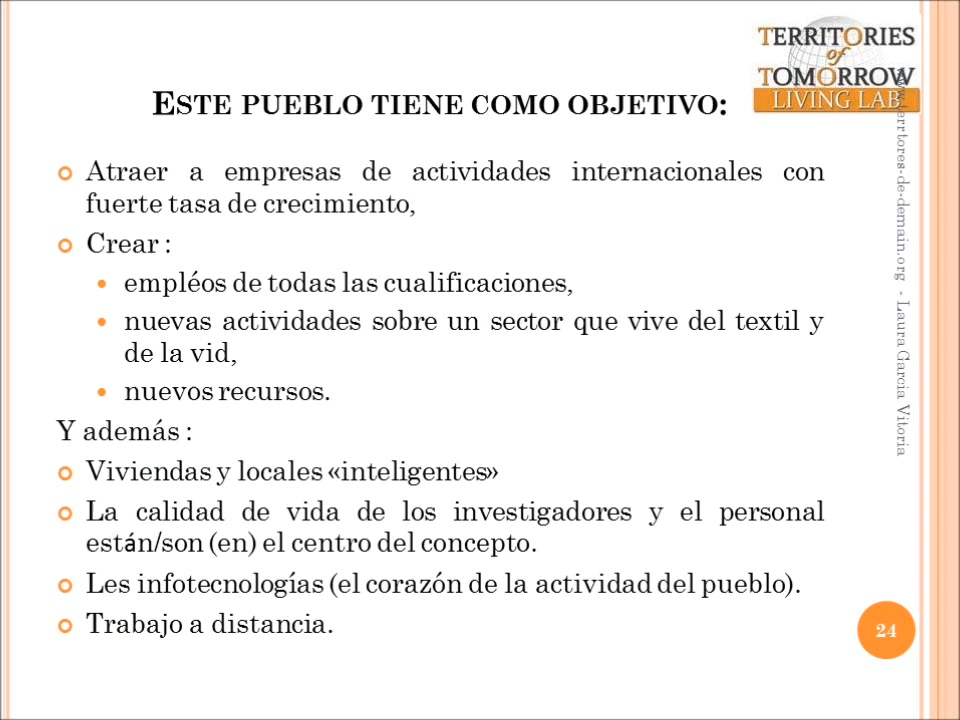 TERRITORIES
of
TOMORROW
LIVING LAB
ESTE PUEBLO TIENE COMO OBJETIVO:
Atraer a empresas de actividades internacionales con
fuerte tasa de crecimiento,
Crear :
empléos de todas las cualificaciones,
nuevas actividades sobre un sector que vive del textil y
de la vid,
nuevos recursos.
Y además :
Viviendas y locales «inteligentes»
La calidad de vida de los investigadores y el personal
están/son (en) el centro del concepto.
Les infotecnologías (el corazón de la actividad del pueblo).
Trabajo a distancia.
-de-demain.org - Laura Garcia Vitoria
24